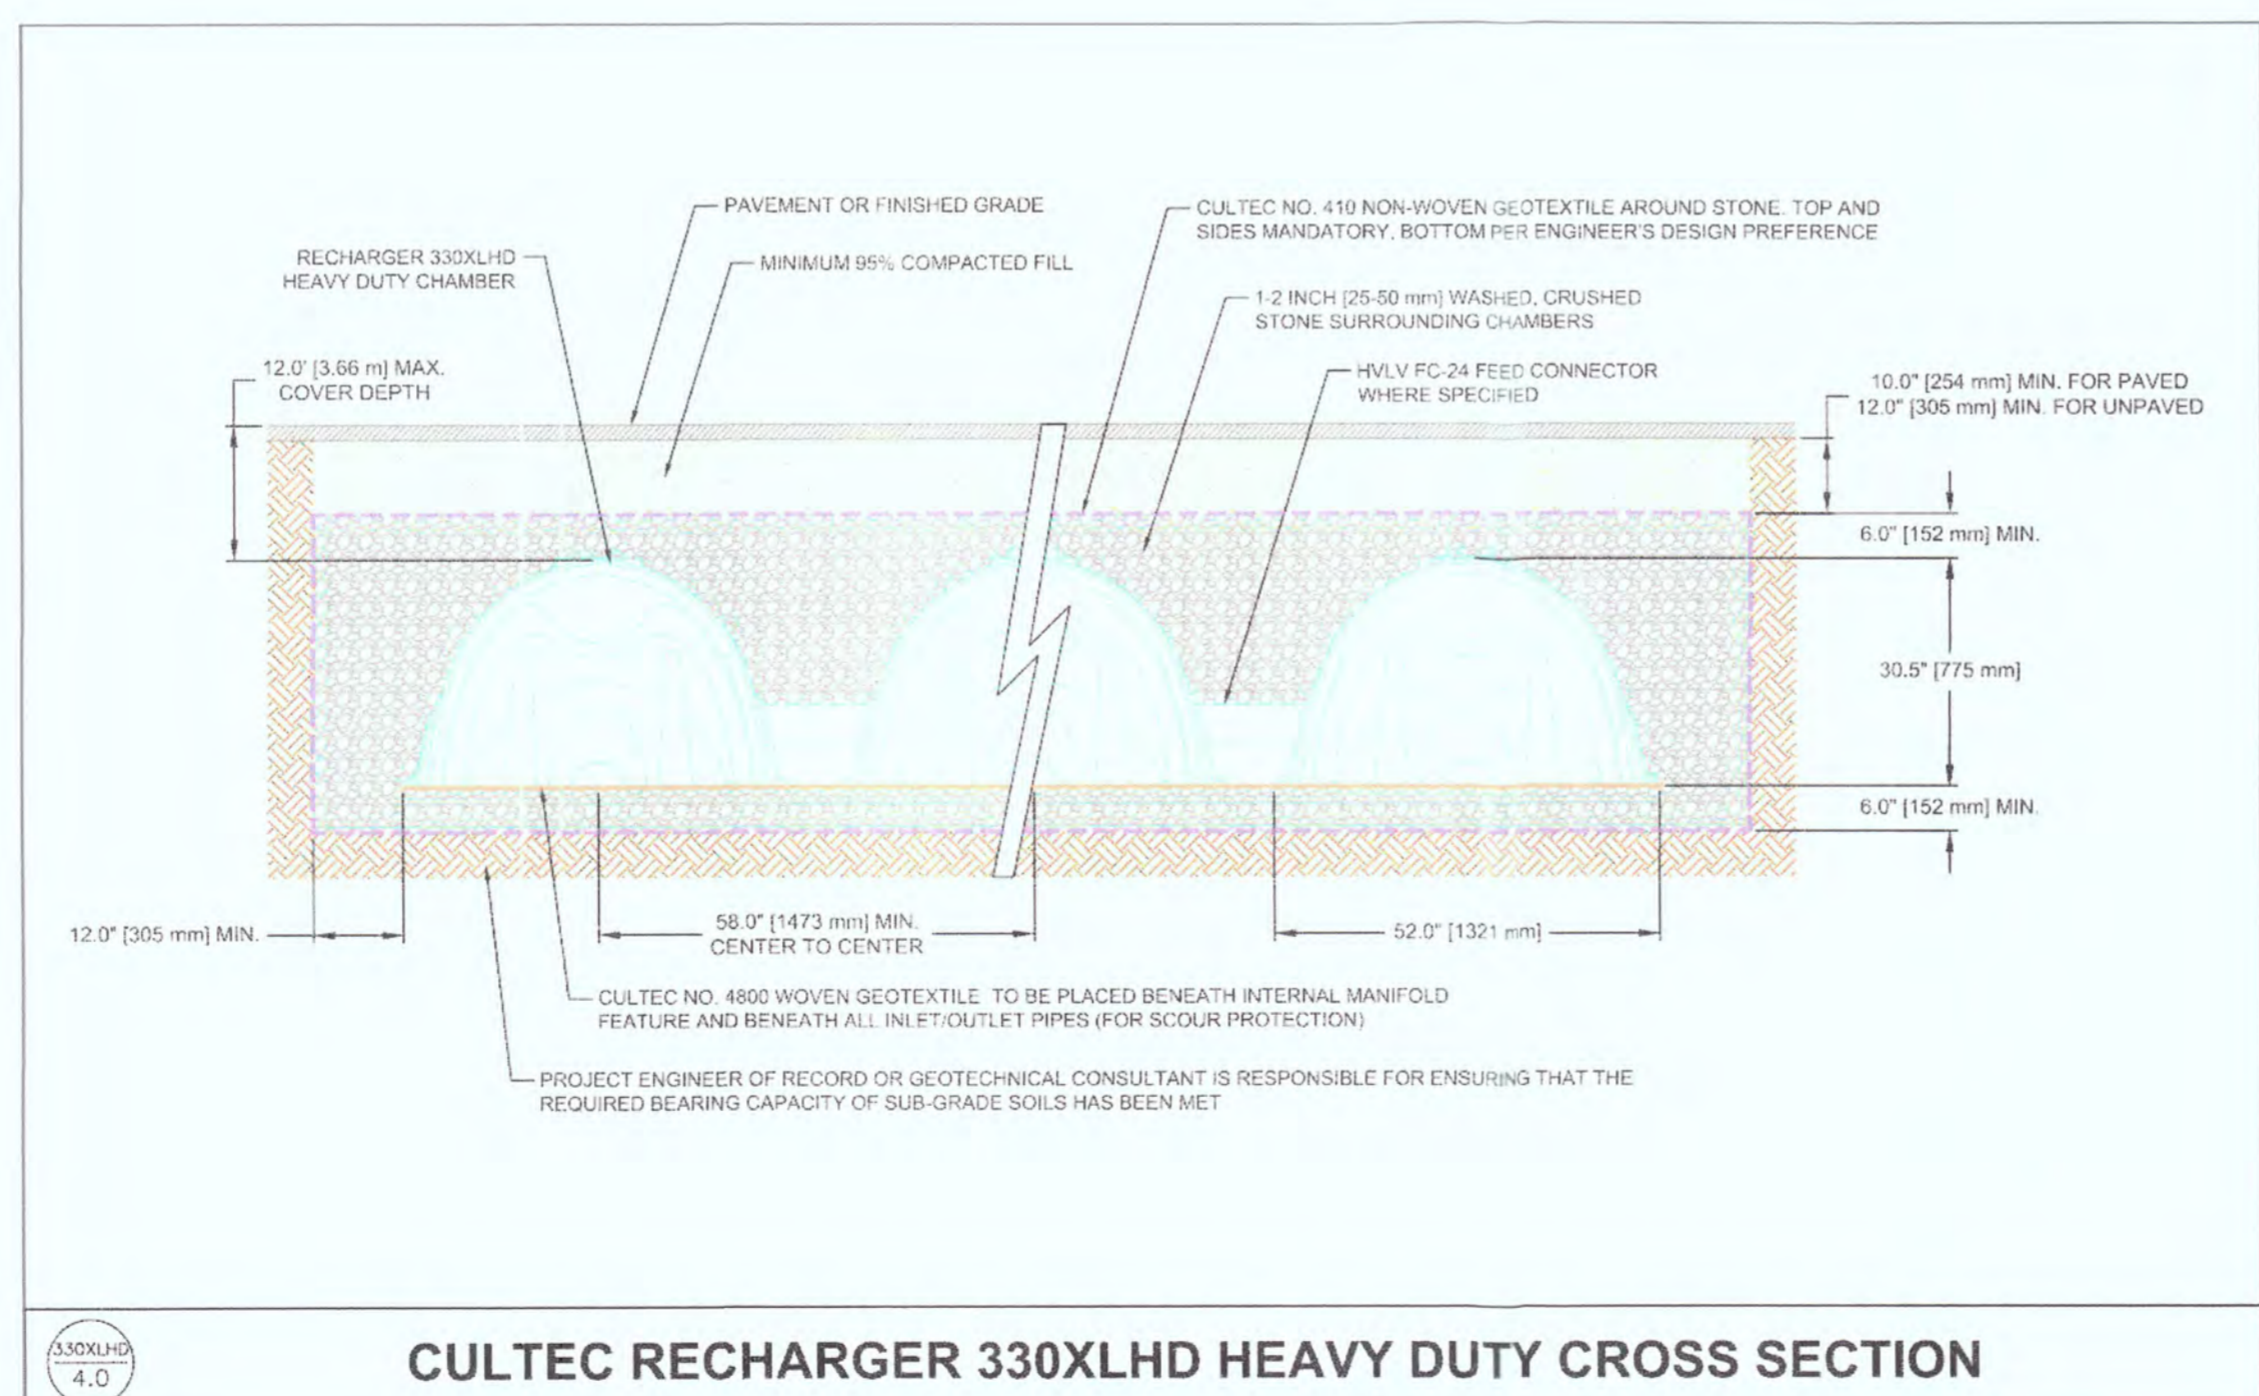 PAVEMENT OR FINISHED GRADE
CULTEC NO. 410 NON-WOVEN GEOTEXTILE AROUND STONE. TOP AND
SIDES MANDATORY, BOTTOM PER ENGINEER'S DESIGN PREFERENCE
RECHARGER 330XLHD
HEAVY DUTY CHAMBER
MINIMUM 95% COMPACTED FILL
1-2 INCH [25-50 mm] WASHED, CRUSHED
STONE SURROUNDING CHAMBERS
12.0' [3.66 m] MAX.
COVER DEPTH
HVLV FC-24 FEED CONNECTOR
WHERE SPECIFIED
10.0" [254 mm] MIN. FOR PAVED
12.0" [305 mm] MIN. FOR UNPAVED
6.0" [152 mm] MIN.
30.5" [775 mm]
6.0" [152 mm] MIN.
12.0" [305 mm] MIN.
58.0" [1473 mm] MIN.
CENTER TO CENTER
52.0" [1321 mm]
CULTEC NO. 4800 WOVEN GEOTEXTILE TO BE PLACED BENEATH INTERNAL MANIFOLD
FEATURE AND BENEATH ALL INLET/OUTLET PIPES (FOR SCOUR PROTECTION)
PROJECT ENGINEER OF RECORD OR GEOTECHNICAL CONSULTANT IS RESPONSIBLE FOR ENSURING THAT THE
REQUIRED BEARING CAPACITY OF SUB-GRADE SOILS HAS BEEN MET
330XLHD
4.0
CULTEC RECHARGER 330XLHD HEAVY DUTY CROSS SECTION